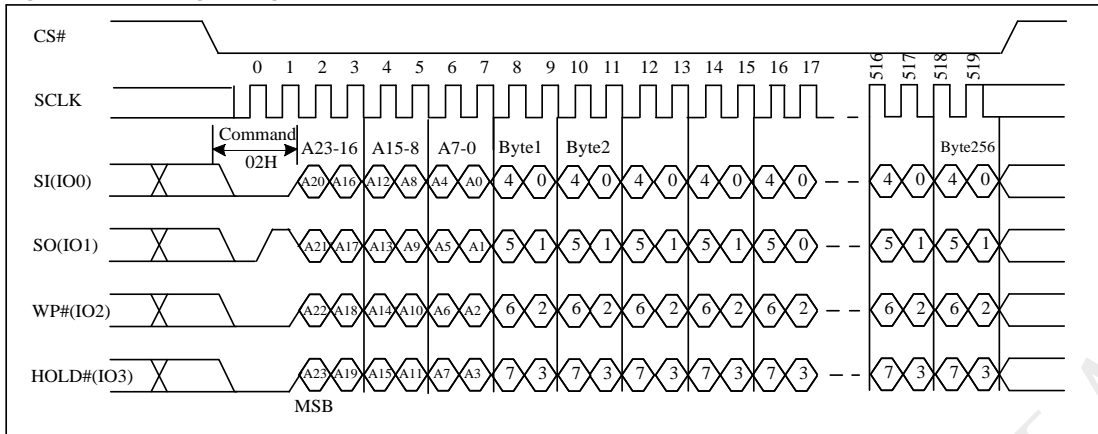 CS#
0 1 2 3 4 5 6 7 8 9 10 11 12 13 14 15 16 17 516 517 518 519
SCLK
Command
02H
A23-16 A15-8 A7-0 Byte1 Byte2 Byte256
SI(IO0) A20 A16 A12 A8 A4 A0 4 0 4 0 4 0 4 0 4 0 4 0 4 0
SO(IO1) A21 A17 A13 A9 A5 A1 5 1 5 1 5 1 5 1 5 0 5 1 5 1
WP#(IO2) A22 A18 A14 A10 A6 A2 6 2 6 2 6 2 6 2 6 2 6 2 6 2
HOLD#(IO3) A23 A19 A15 A11 A7 A3 7 3 7 3 7 3 7 3 7 3 7 3 7 3
MSB